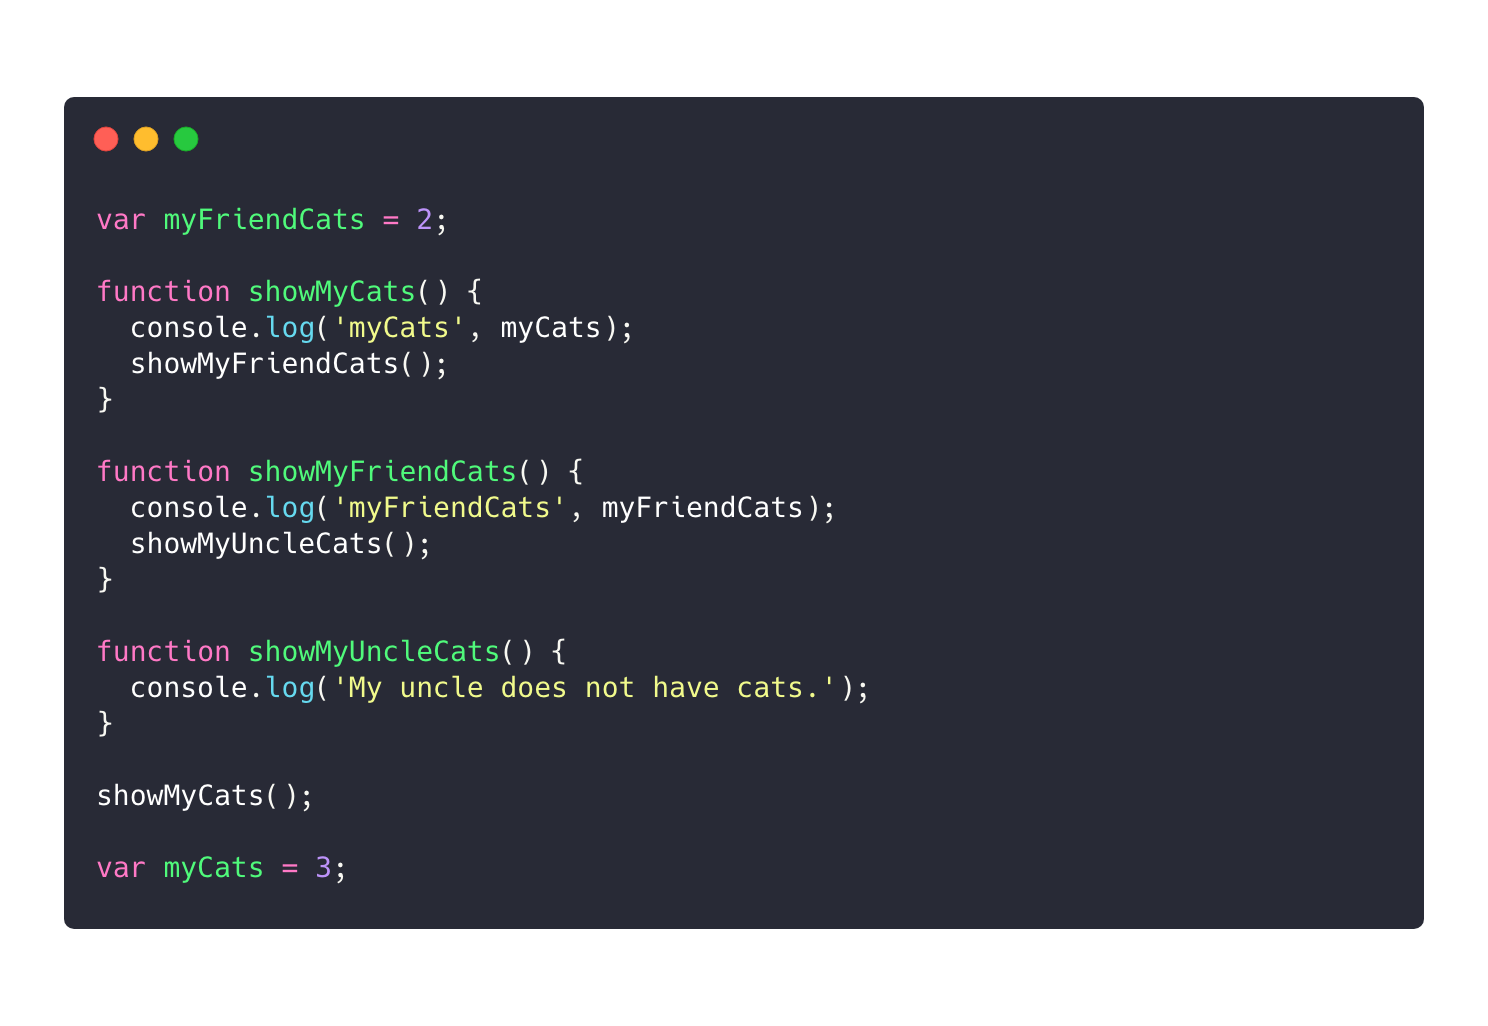 var myFriendCats = 2;
function showMyCats() {
  console.log('myCats', myCats);
  showMyFriendCats();
}
function showMyFriendCats() {
  console.log('myFriendCats', myFriendCats);
  showMyUncleCats();
}
function showMyUncleCats() {
  console.log('My uncle does not have cats.');
}
showMyCats();
var myCats = 3;